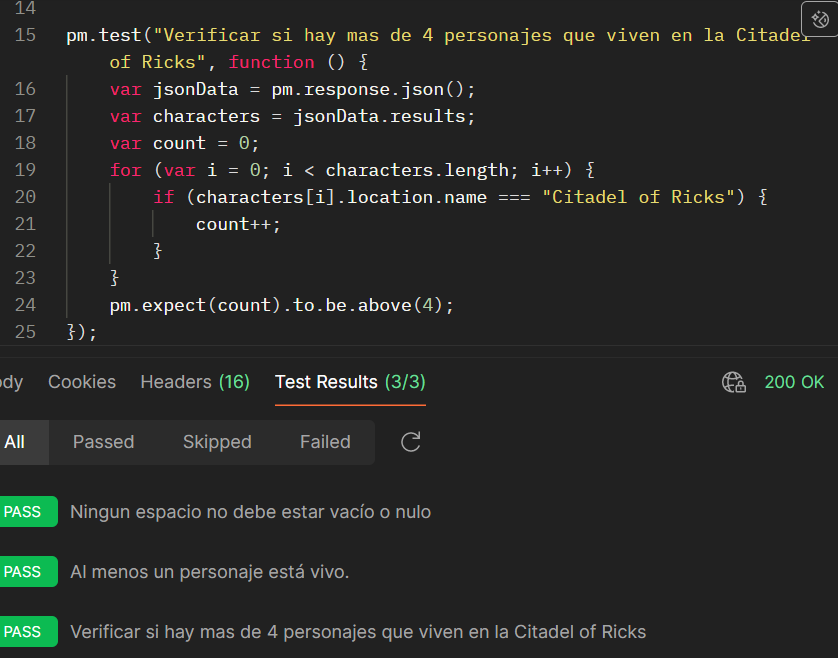 14
15 pm.test("Verificar si hay mas de 4 personajes que viven en la Citadel
of Ricks", function () {
16 var jsonData = pm.response.json();
17 var characters = jsonData.results;
18 var count = 0;
19 for (var i = 0; i < characters.length; i++) {
20 if (characters[i].location.name === "Citadel of Ricks") {
21 count++;
22 }
23 }
24 pm.expect(count).to.be.above(4);
25 });
dy Cookies Headers (16) Test Results (3/3) 200 OK
All Passed Skipped Failed
PASS Ningun espacio no debe estar vacío o nulo
PASS Al menos un personaje está vivo.
PASS Verificar si hay mas de 4 personajes que viven en la Citadel of Ricks